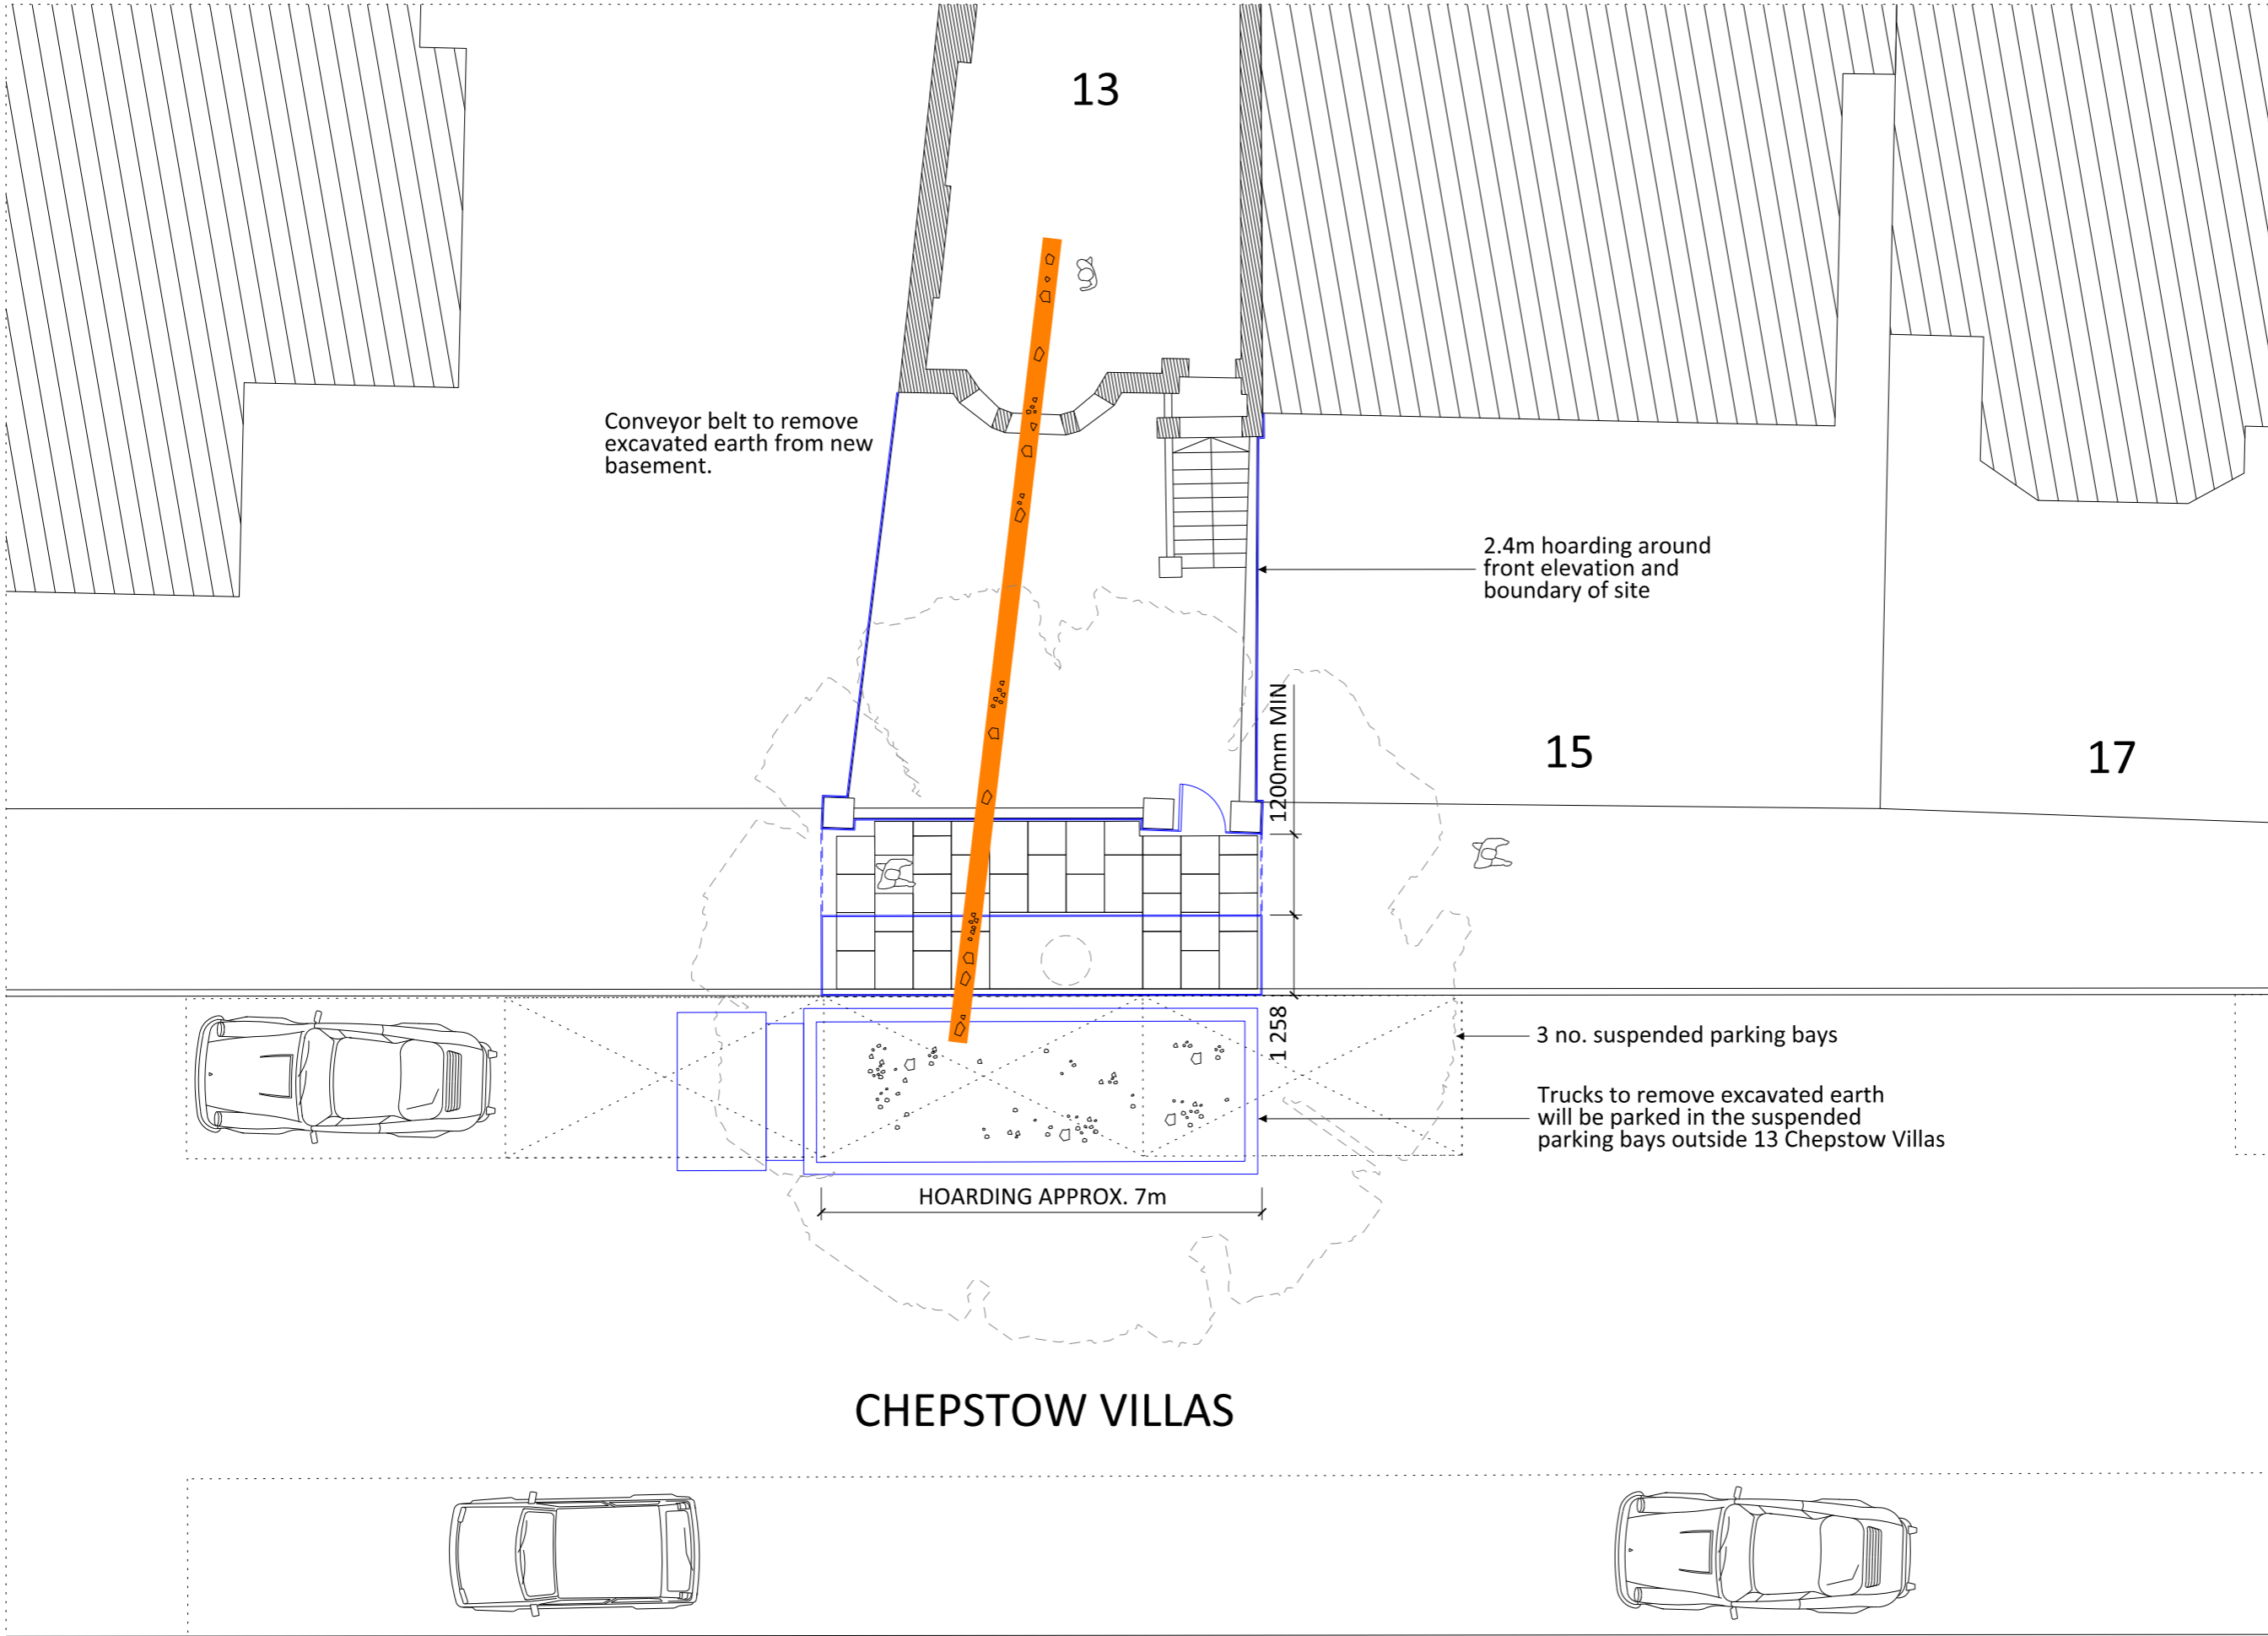 13
Conveyor belt to remove
excavated earth from new
basement.
2.4m hoarding around
front elevation and
boundary of site
1200mm MIN
15
17
1 258
3 no. suspended parking bays
Trucks to remove excavated earth
will be parked in the suspended
parking bays outside 13 Chepstow Villas
HOARDING APPROX. 7m
CHEPSTOW VILLAS